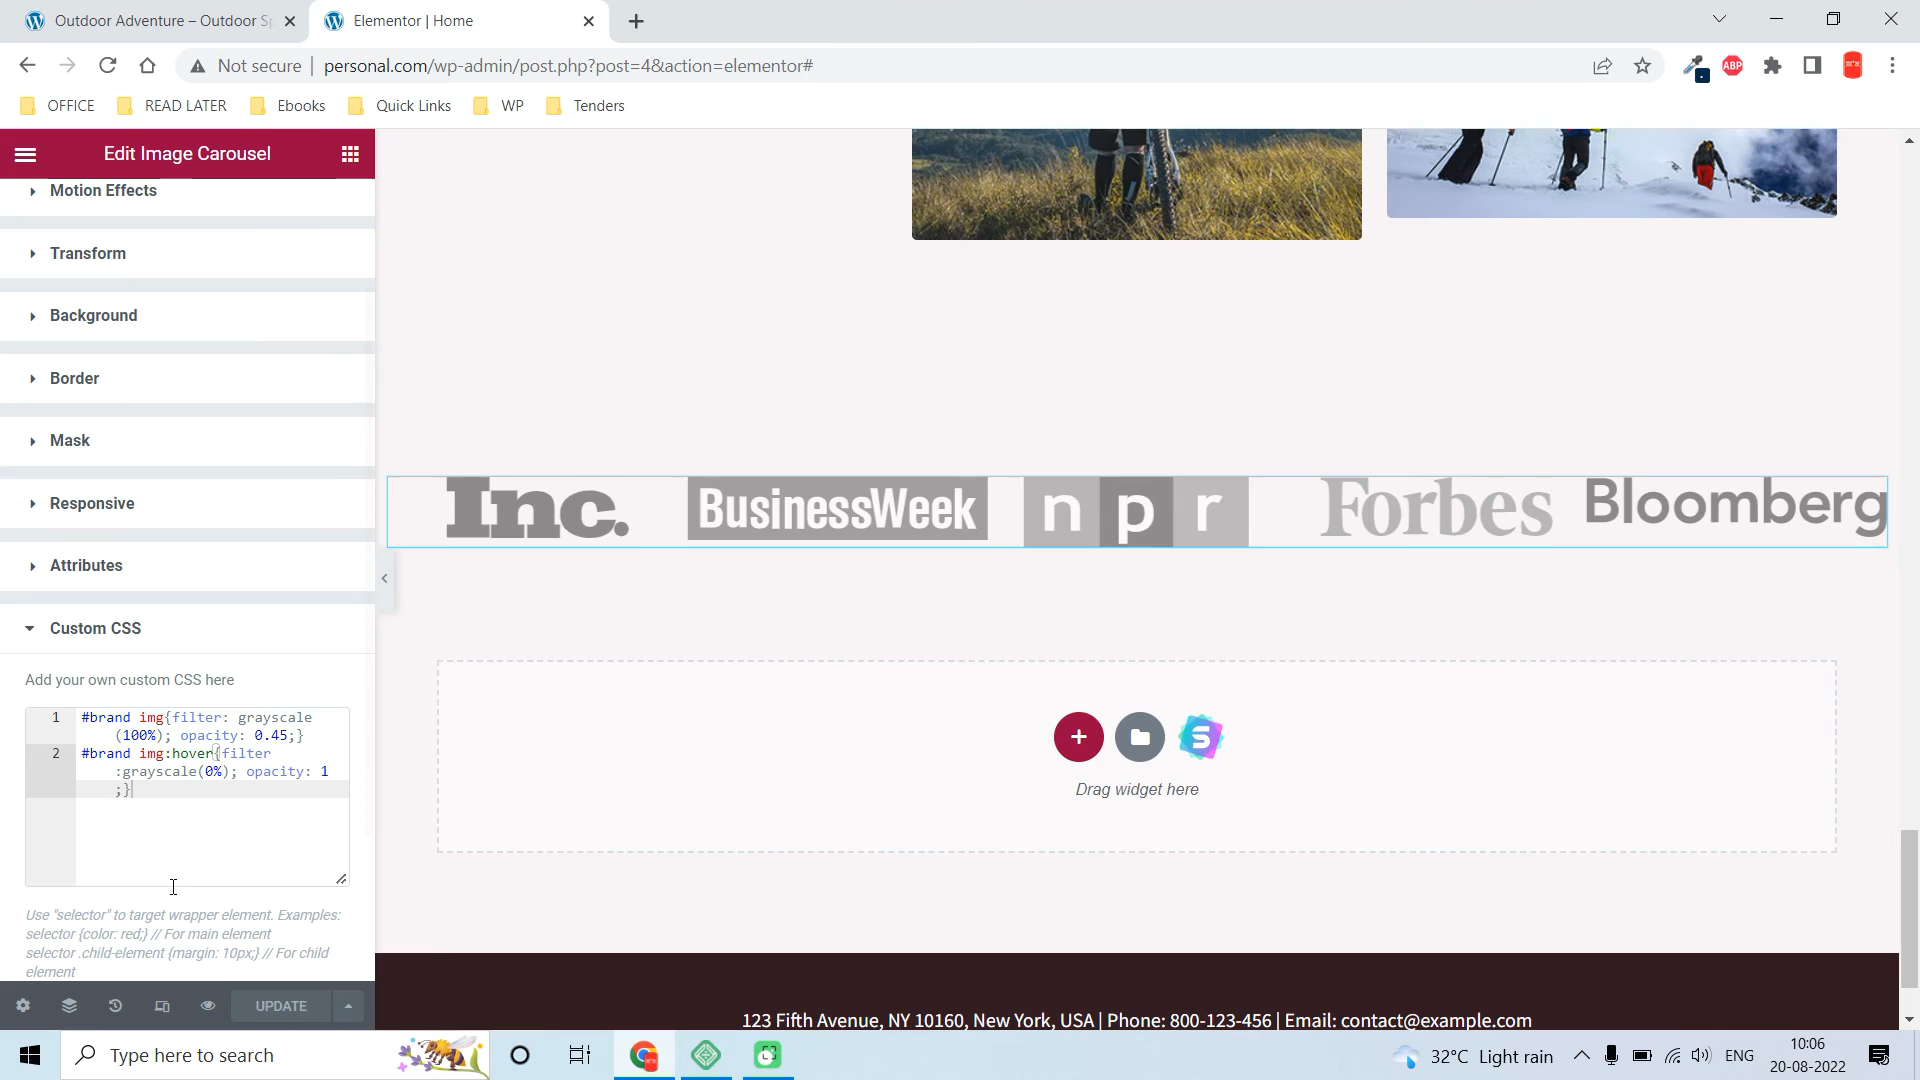 Outdoor Adventure – Outdoor S
Elementor | Home
Not secure
personal.com/wp-admin/post.php?post=4&action=elementor#
ABP
OFFICE
READ LATER
Ebooks
Quick Links
WP
Tenders
Edit Image Carousel
Motion Effects
Transform
Background
Border
Mask
Responsive
Attributes
Custom CSS
Add your own custom CSS here
1 #brand img{filter: grayscale
(100%); opacity: 0.45;}
2 #brand img:hover{filter
:grayscale(0%); opacity: 1
;}
Use "selector" to target wrapper element. Examples:
selector {color: red;} // For main element
selector .child-element {margin: 10px;} // For child
element
UPDATE
Inc.
BusinessWeek
npr
Forbes
Bloomberg
Drag widget here
123 Fifth Avenue, NY 10160, New York, USA | Phone: 800-123-456 | Email: contact@example.com
Type here to search
32°C Light rain
ENG
10:06
20-08-2022